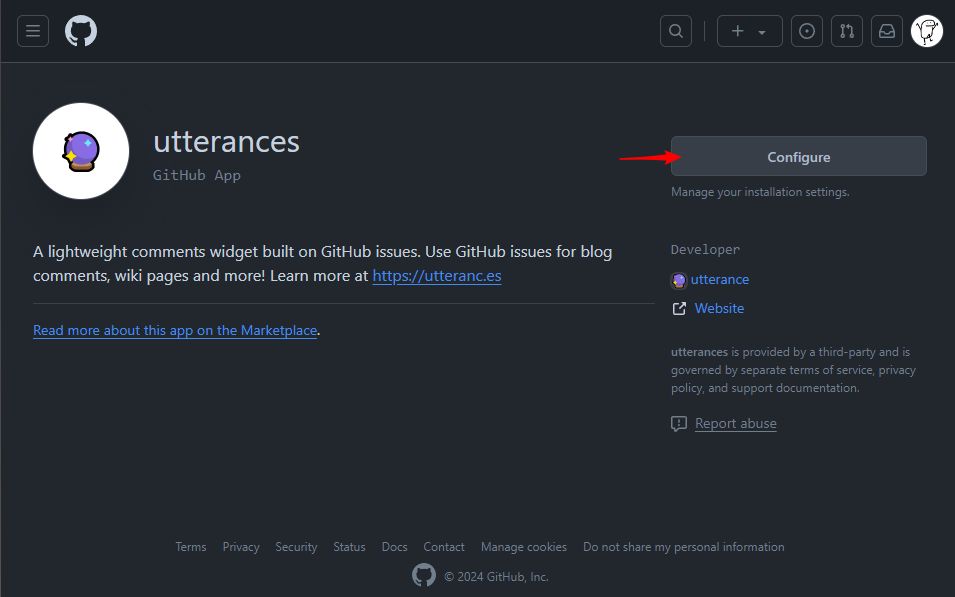 utterances
GitHub App
Configure
Manage your installation settings.
A lightweight comments widget built on GitHub issues. Use GitHub issues for blog
comments, wiki pages and more! Learn more at https://utteranc.es
Read more about this app on the Marketplace.
Developer
utterance
Website
utterances is provided by a third-party and is
governed by separate terms of service, privacy
policy, and support documentation.
Report abuse
Terms Privacy Security Status Docs Contact Manage cookies Do not share my personal information
© 2024 GitHub, Inc.